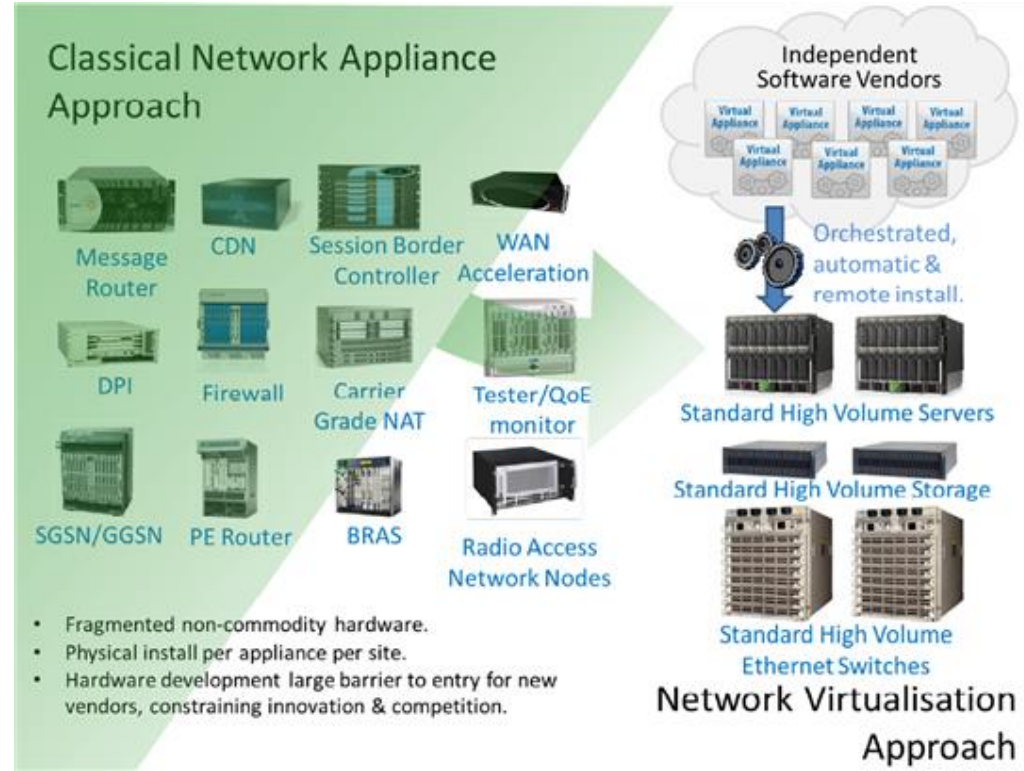 Classical Network Appliance
Approach
Message
Router
CDN
Session Border
Controller
WAN
Acceleration
DPI
Firewall
Carrier
Grade NAT
Tester/QoE
monitor
SGSN/GGSN
PE Router
BRAS
Radio Access
Network Nodes
• Fragmented non-commodity hardware.
• Physical install per appliance per site.
• Hardware development large barrier to entry for new
vendors, constraining innovation & competition.
Independent
Software Vendors
Virtual
Appliance
Virtual
Appliance
Virtual
Appliance
Virtual
Appliance
Virtual
Appliance
Virtual
Appliance
Virtual
Appliance
Orchestrated,
automatic &
remote install.
Standard High Volume Servers
Standard High Volume Storage
Standard High Volume
Ethernet Switches
Network Virtualisation
Approach